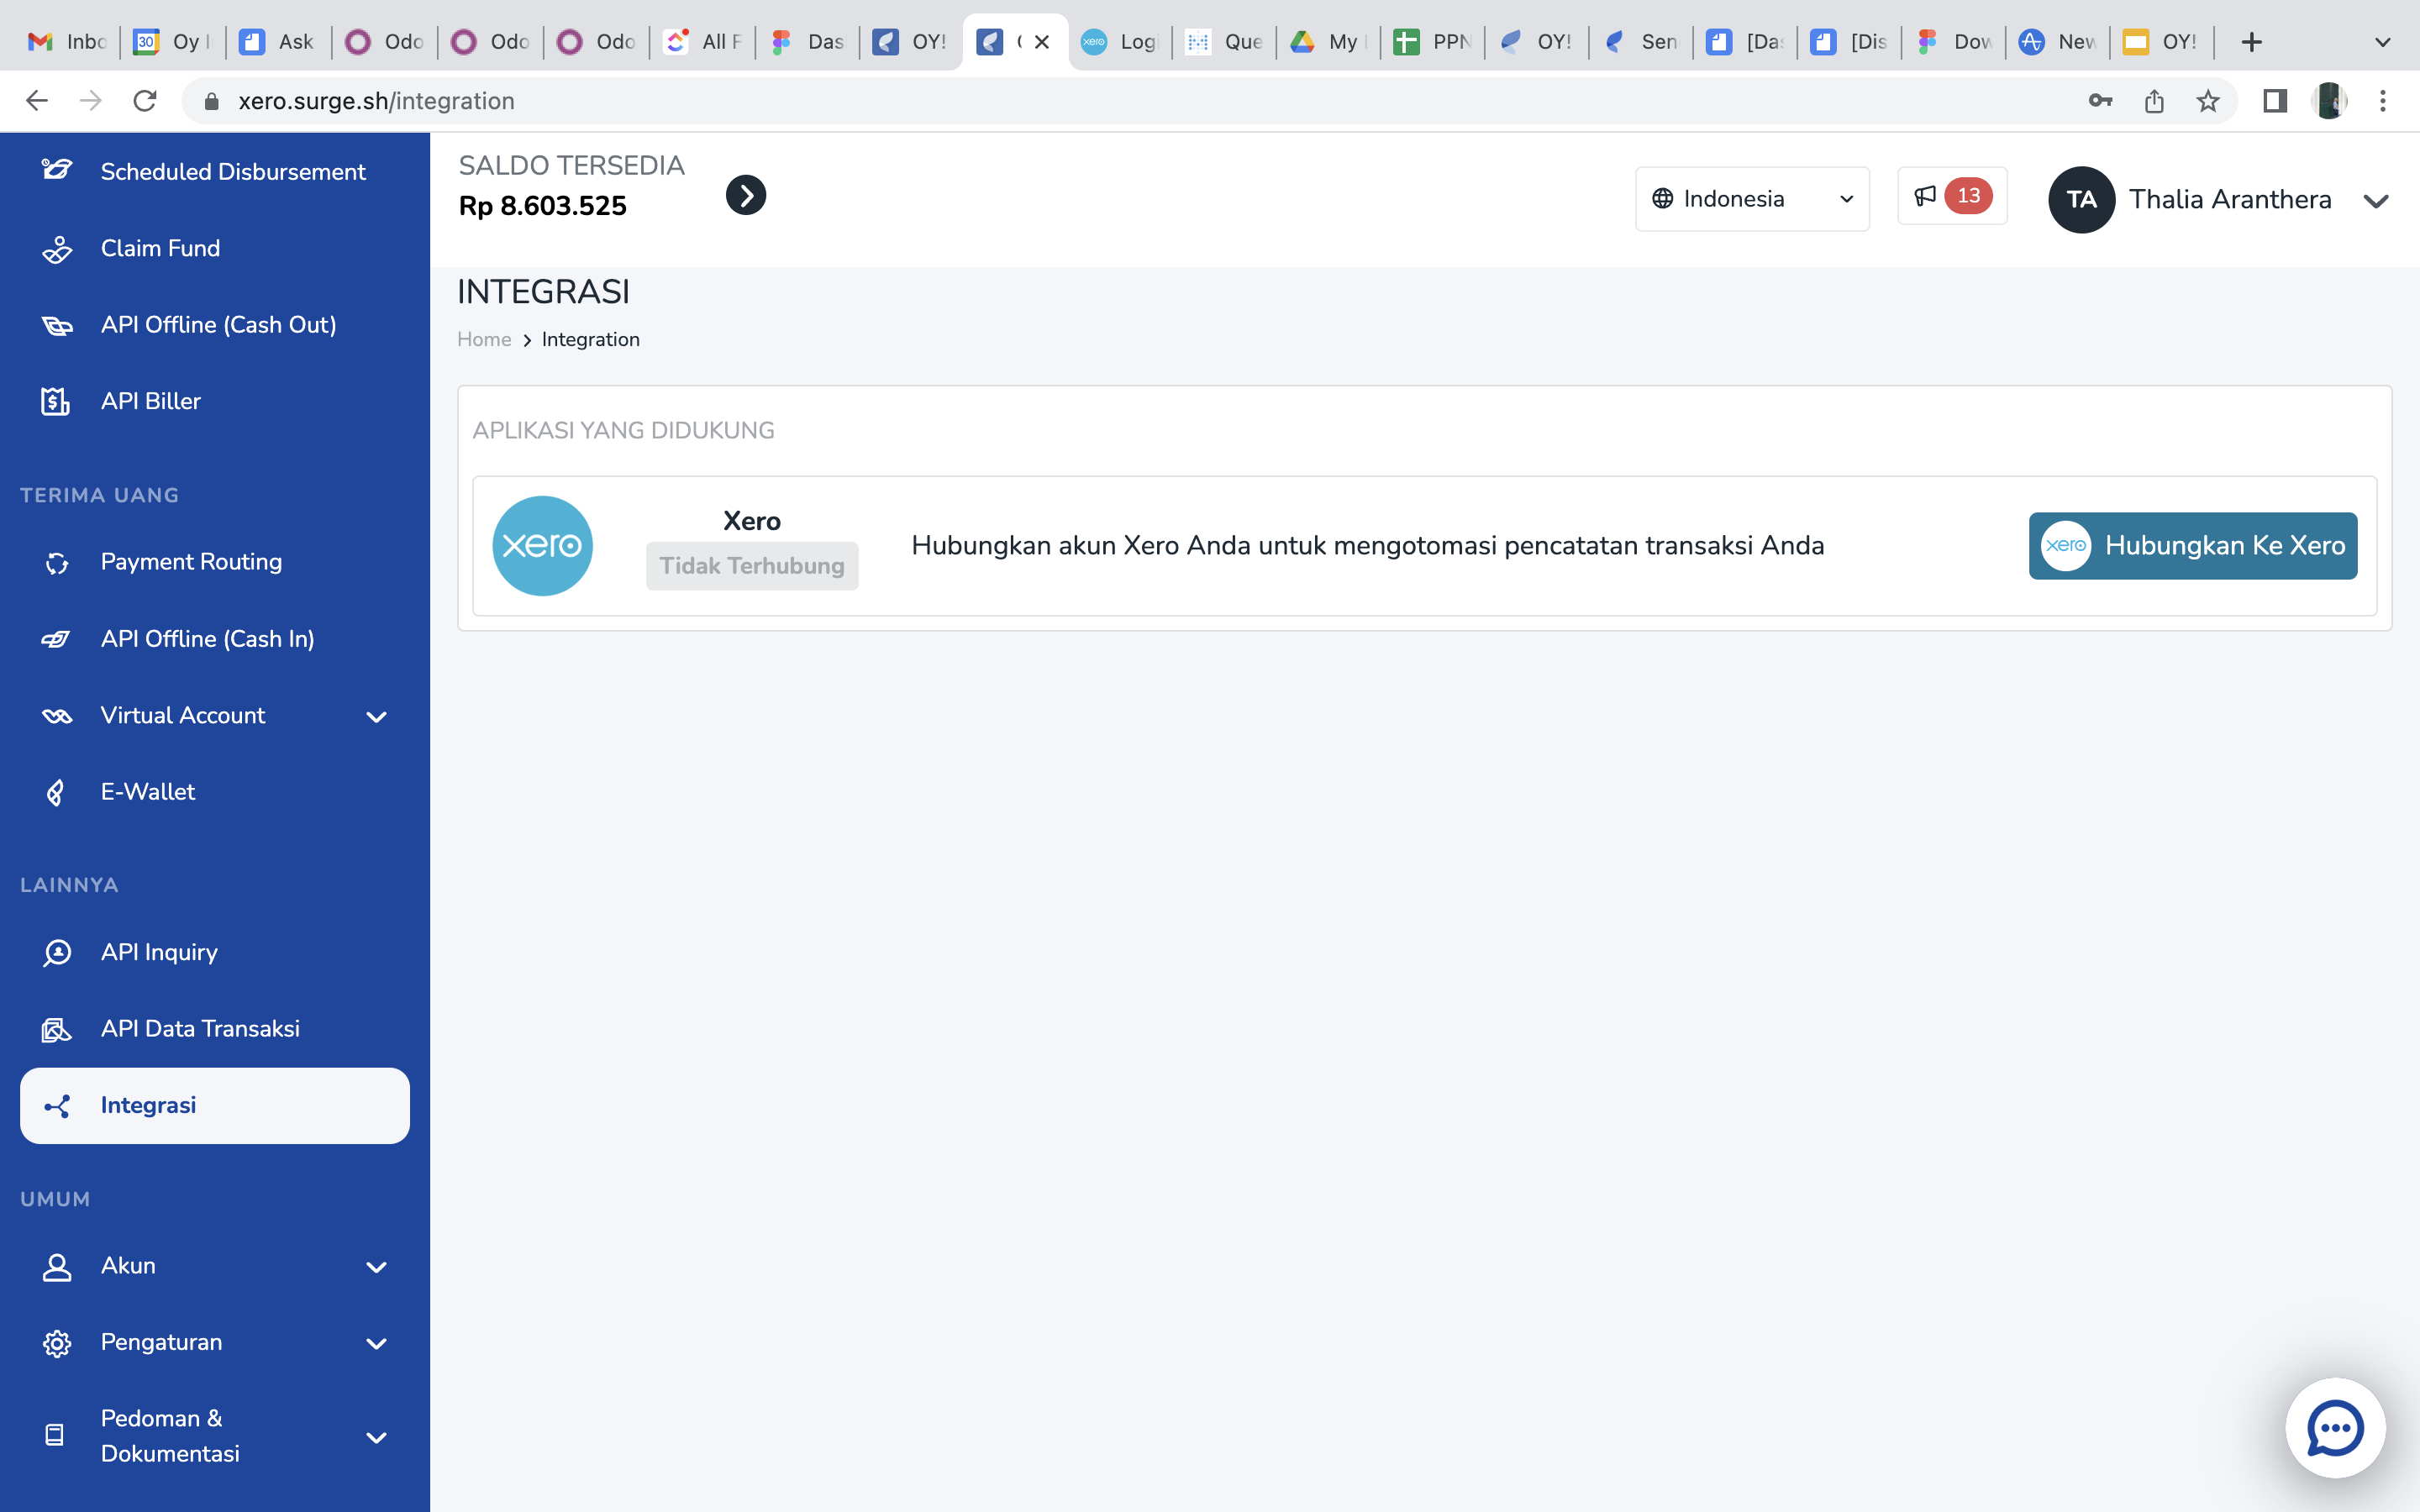 Inbo
30
Oy I
Ask
Odo
Odo
Odo
All F
Das
OY!
xero
Logi
Que
My
PPN
OY!
Sen
[Das
[Dis
Dow
New
OY!
xero.surge.sh/integration
Scheduled Disbursement
Claim Fund
API Offline (Cash Out)
API Biller
TERIMA UANG
Payment Routing
API Offline (Cash In)
Virtual Account
E-Wallet
LAINNYA
API Inquiry
API Data Transaksi
Integrasi
UMUM
Akun
Pengaturan
Pedoman &
Dokumentasi
SALDO TERSEDIA
Rp 8.603.525
Indonesia
13
TA
Thalia Aranthera
INTEGRASI
Home > Integration
APLIKASI YANG DIDUKUNG
xero
Xero
Tidak Terhubung
Hubungkan akun Xero Anda untuk mengotomasi pencatatan transaksi Anda
xero
Hubungkan Ke Xero